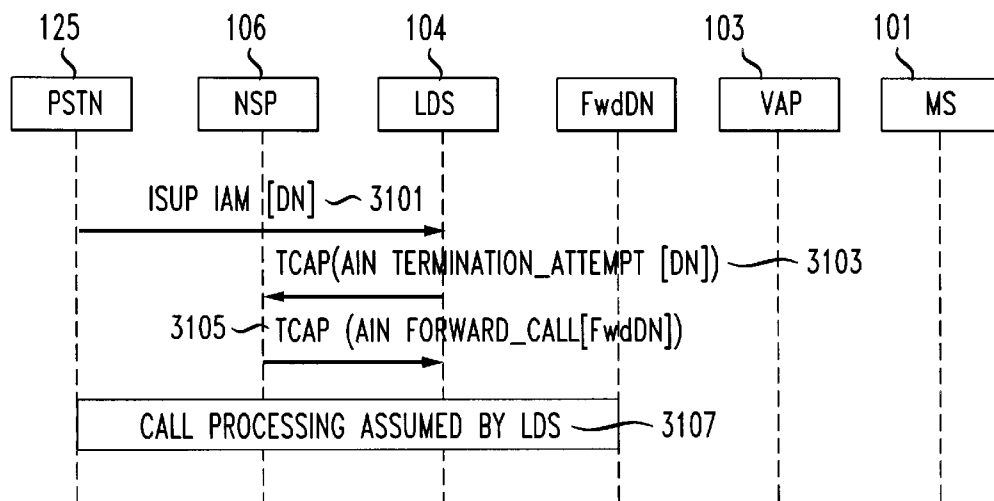 125 106 104 103 101
PSTN NSP LDS FwdDN VAP MS
ISUP IAM [DN] 3101
TCAP(AIN TERMINATION_ATTEMPT [DN]) 3103
3105 TCAP (AIN FORWARD_CALL[FwdDN])
CALL PROCESSING ASSUMED BY LDS 3107